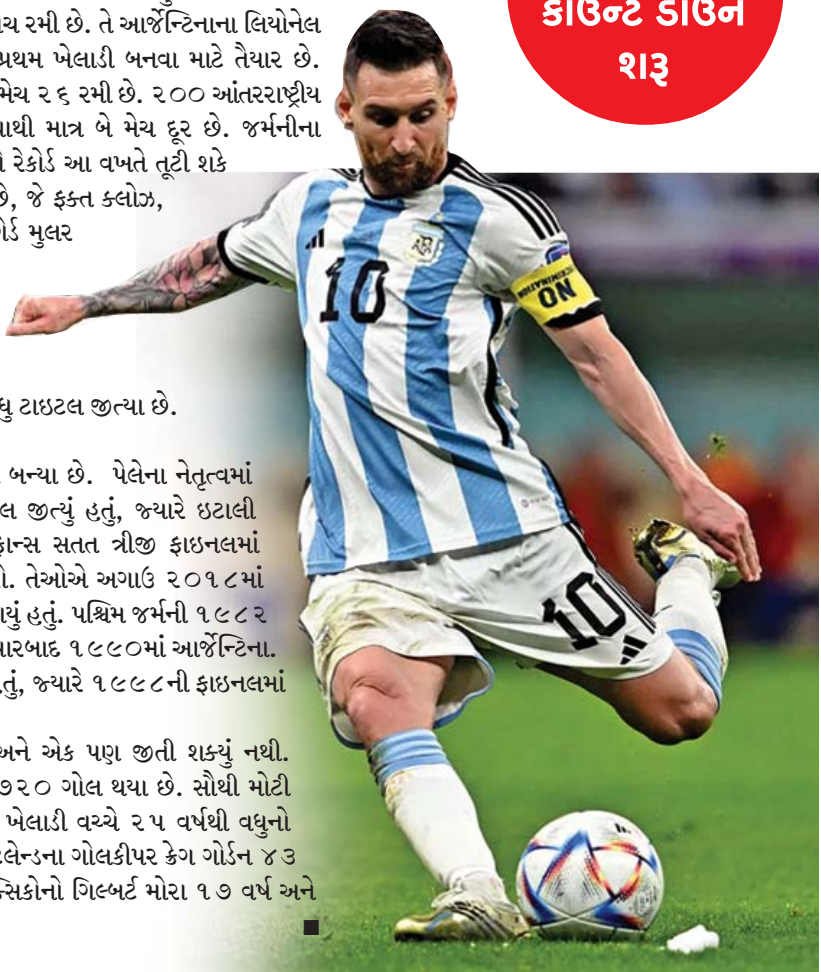 મેચ રમી છે. તે આર્જેન્ટિનાના લિયોનેલ
પ્રથમ ખેલાડી બનવા માટે તૈયાર છે.
મેચ ૨૬ રમી છે. ૨૦૦ આંતરરાષ્ટ્રીય
માત્ર બે મેચ દૂર છે. જર્મનીના
રેકોર્ડ આ વખતે તૂટી શકે
છે, જે ફક્ત ક્લોઝ,
ગેર્ડ મુલર
ટાઇટલ જીત્યા છે.
બન્યા છે. પેલેના નેતૃત્વમાં
જીત્યું હતું, જ્યારે ઇટાલી
ફ્રાન્સ સતત ત્રીજી ફાઇનલમાં
તેઓએ અગાઉ ૨૦૧૮માં
હતું. પશ્ચિમ જર્મની ૧૯૮૨
ત્યારબાદ ૧૯૯૦માં આર્જેન્ટિના.
જ્યારે ૧૯૯૮ની ફાઇનલમાં
અને એક પણ જીતી શક્યું નથી.
૭૨૦ ગોલ થયા છે. સૌથી મોટી
ખેલાડી વચ્ચે ૨૫ વર્ષથી વધુનો
ગોલકીપર ક્રેગ ગોર્ડન ૪૩
ગિલ્બર્ટ મોરા ૧૭ વર્ષ અને
કાઉન્ટ ડાઉન
શરૂ
AFA
10
NO
DISCRIMINATION
10